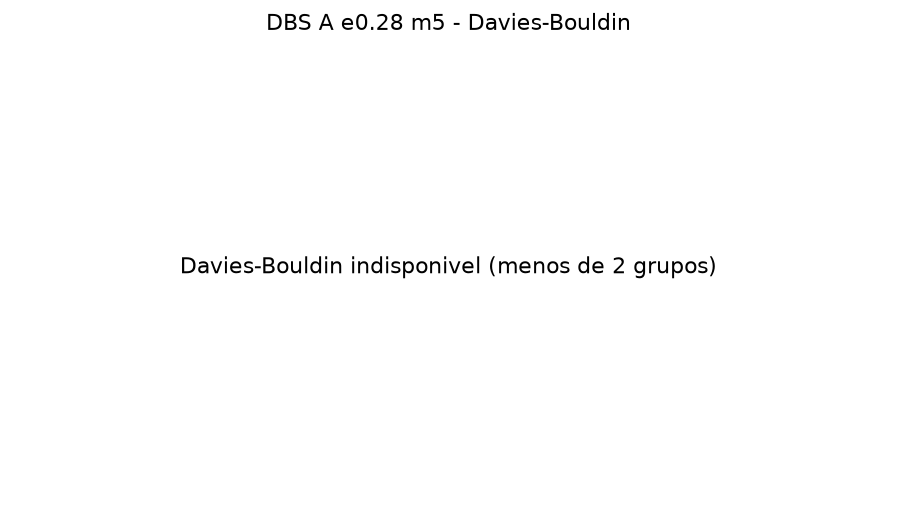 DBS A e0.28 m5 - Davies-Bouldin
Davies-Bouldin indisponivel (menos de 2 grupos)